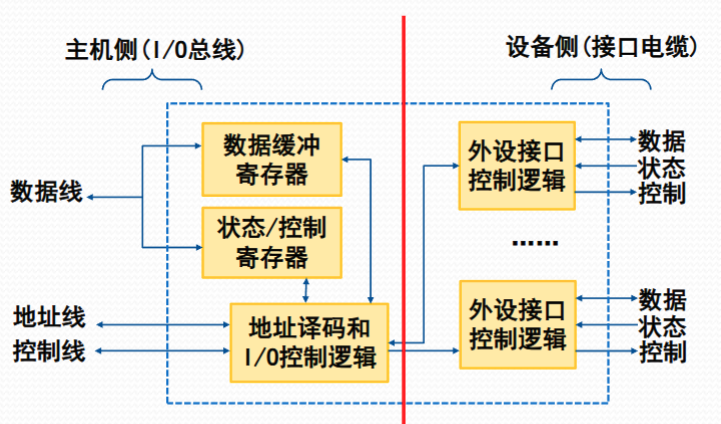 主机侧(I/O总线)
设备侧(接口电缆)
数据缓冲
寄存器
状态/控制
寄存器
地址译码和
I/O控制逻辑
数据线
地址线
控制线
外设接口
控制逻辑
数据
状态
控制
……
外设接口
控制逻辑
数据
状态
控制